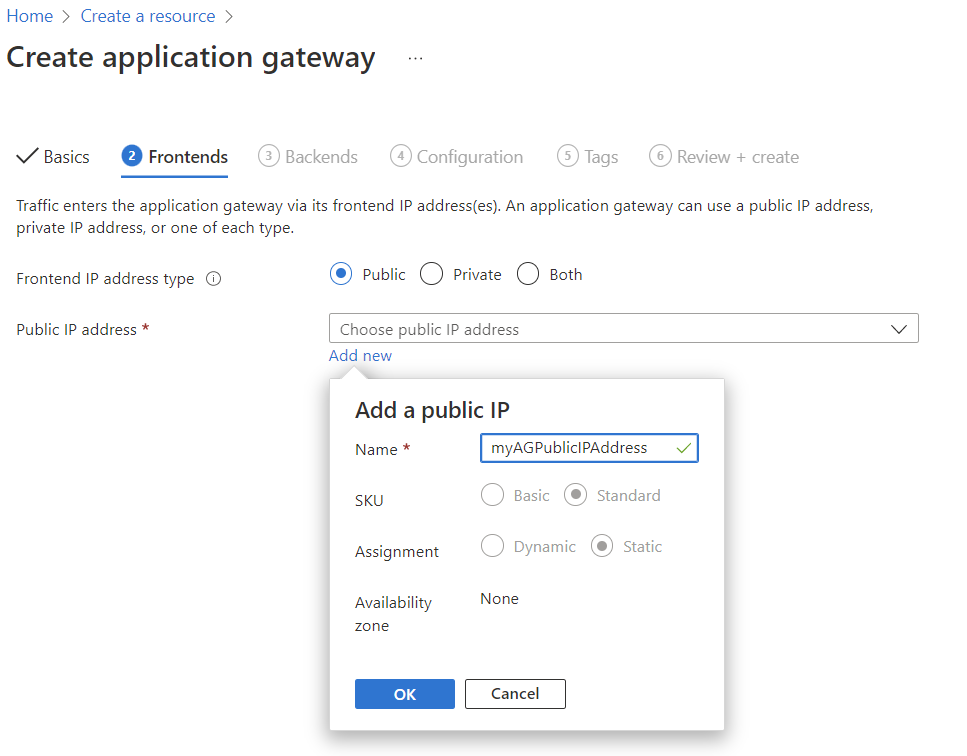 Home > Create a resource >
Create application gateway ...
Basics 2 Frontends 3 Backends 4 Configuration 5 Tags 6 Review + create
Traffic enters the application gateway via its frontend IP address(es). An application gateway can use a public IP address,
private IP address, or one of each type.
Frontend IP address type Public Private Both
Public IP address * Choose public IP address
Add new
Add a public IP
Name * myAGPublicIPAddress
SKU Basic Standard
Assignment Dynamic Static
Availability None
zone
OK Cancel